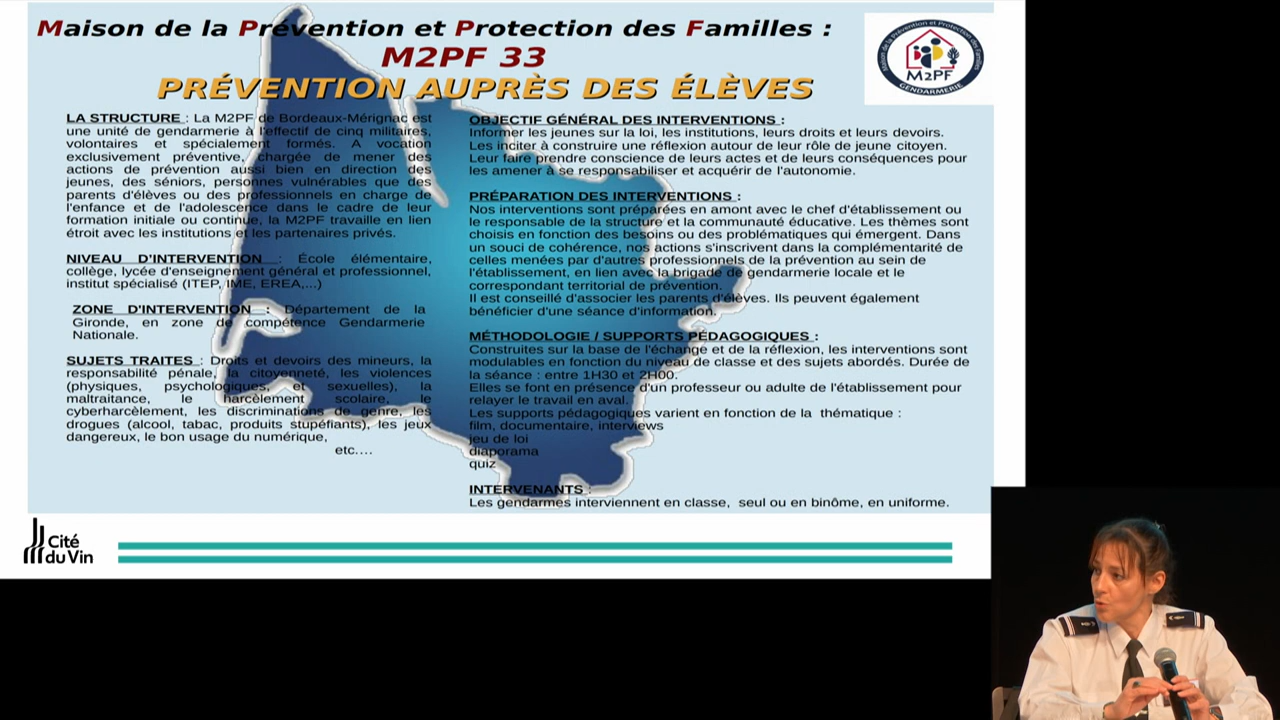 Maison de la Prévention et Protection des Familles :
M2PF 33
PRÉVENTION AUPRÈS DES ÉLÈVES
Maison de la Prévention et Protection des Familles
M2PF
GENDARMERIE
LA STRUCTURE : La M2PF de Bordeaux-Mérignac est
une unité de gendarmerie à l'effectif de cinq militaires,
volontaires et spécialement formés. A vocation
exclusivement préventive, chargée de mener des
actions de prévention aussi bien en direction des
jeunes, des séniors, personnes vulnérables que des
parents d'élèves ou des professionnels en charge de
l'enfance et de l'adolescence dans le cadre de leur
formation initiale ou continue, la M2PF travaille en lien
étroit avec les institutions et les partenaires privés.
NIVEAU D'INTERVENTION : École élémentaire,
collège, lycée d'enseignement général et professionnel,
institut spécialisé (ITEP, IME, EREA,...)
ZONE D'INTERVENTION : Département de la
Gironde, en zone de compétence Gendarmerie
Nationale.
SUJETS TRAITES : Droits et devoirs des mineurs, la
responsabilité pénale, la citoyenneté, les violences
(physiques, psychologiques, et sexuelles), la
maltraitance, le harcèlement scolaire, le
cyberharcèlement, les discriminations de genre, les
drogues (alcool, tabac, produits stupéfiants), les jeux
dangereux, le bon usage du numérique,
etc....
OBJECTIF GÉNÉRAL DES INTERVENTIONS :
Informer les jeunes sur la loi, les institutions, leurs droits et leurs devoirs.
Les inciter à construire une réflexion autour de leur rôle de jeune citoyen.
Leur faire prendre conscience de leurs actes et de leurs conséquences pour
les amener à se responsabiliser et acquérir de l'autonomie.
PRÉPARATION DES INTERVENTIONS :
Nos interventions sont préparées en amont avec le chef d'établissement ou
le responsable de la structure et la communauté éducative. Les thèmes sont
choisis en fonction des besoins ou des problématiques qui émergent. Dans
un souci de cohérence, nos actions s'inscrivent dans la complémentarité de
celles menées par d'autres professionnels de la prévention au sein de
l'établissement, en lien avec la brigade de gendarmerie locale et le
correspondant territorial de prévention.
Il est conseillé d'associer les parents d'élèves. Ils peuvent également
bénéficier d'une séance d'information.
MÉTHODOLOGIE / SUPPORTS PÉDAGOGIQUES :
Construites sur la base de l'échange et de la réflexion, les interventions sont
modulables en fonction du niveau de classe et des sujets abordés. Durée de
la séance : entre 1H30 et 2H00.
Elles se font en présence d'un professeur ou adulte de l'établissement pour
relayer le travail en aval.
Les supports pédagogiques varient en fonction de la thématique :
film, documentaire, interviews
jeu de loi
diaporama
quiz
INTERVENANTS :
Les gendarmes interviennent en classe, seul ou en binôme, en uniforme.
Cité
du Vin